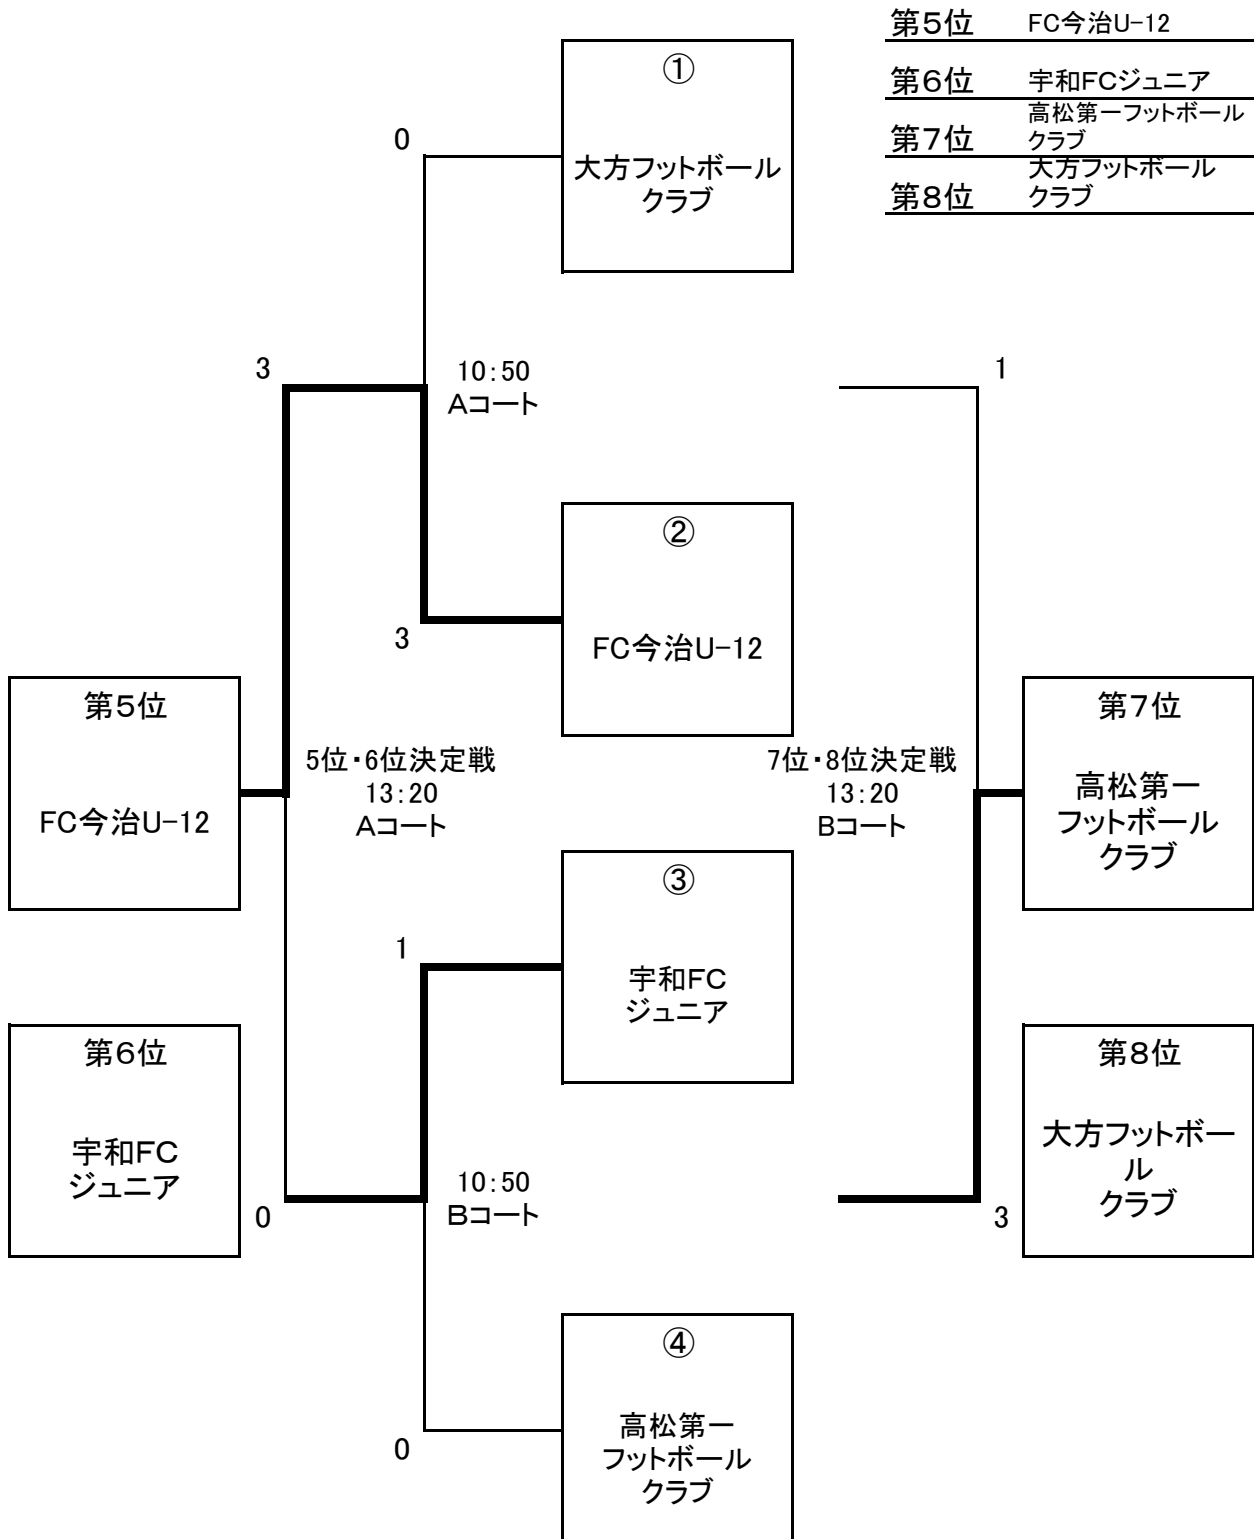 第5位 FC今治U-12
第6位 宇和FCジュニア
第7位 高松第一フットボール
クラブ
第8位 大方フットボール
クラブ
①
0
大方フットボール
クラブ
3
10:50
Aコート
1
②
3
FC今治U-12
第5位
FC今治U-12
5位・6位決定戦
13:20
Aコート
7位・8位決定戦
13:20
Bコート
第7位
高松第一
フットボール
クラブ
③
1
宇和FC
ジュニア
第6位
宇和FC
ジュニア
0
10:50
Bコート
3
第8位
大方フットボー
ル
クラブ
④
0
高松第一
フットボール
クラブ